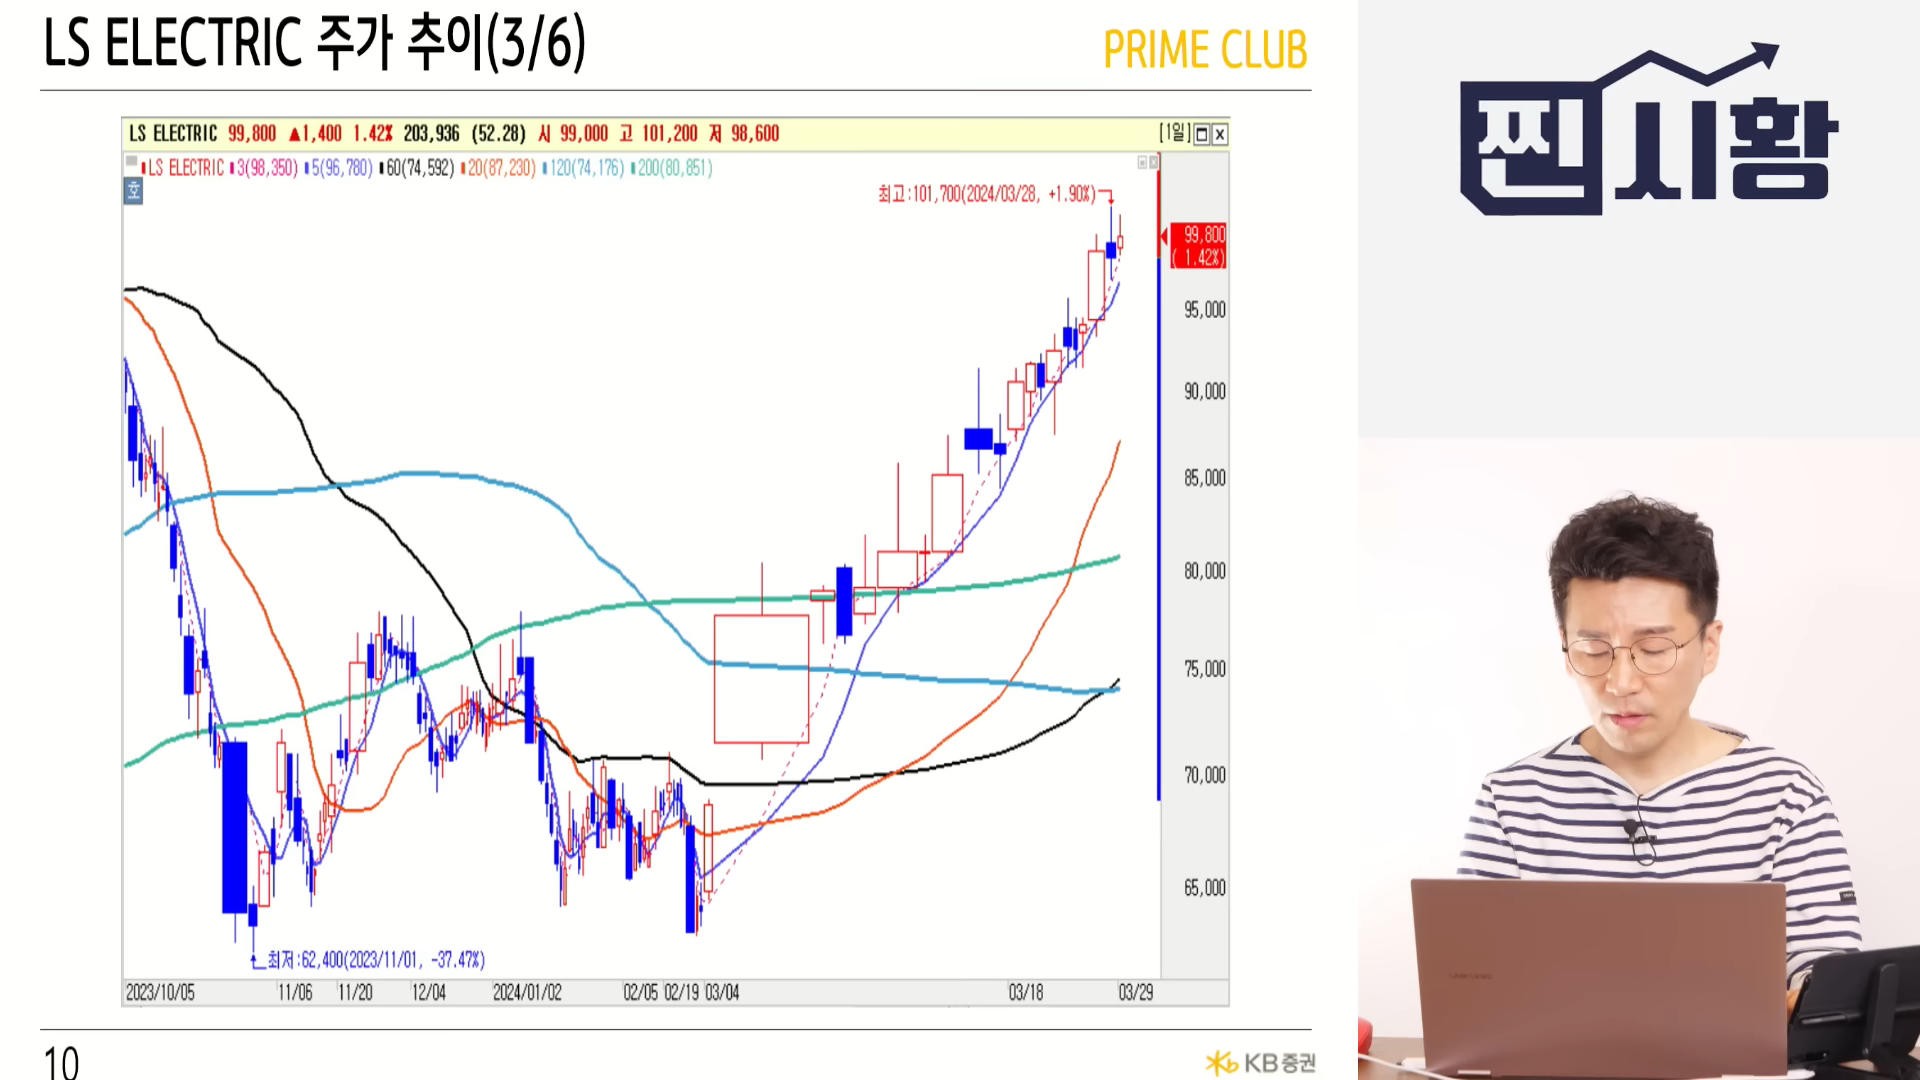 LS ELECTRIC 주가 추이(3/6)
PRIME CLUB
찐시황
LS ELECTRIC 99,800 ▲1,400 1.42% 203,936 (52.28) 시 99,000 고 101,200 저 98,600 [1일]
LS ELECTRIC 3(98,350) 5(96,780) 60(74,592) 20(87,230) 120(74,176) 200(80,851)
호
최고:101,700(2024/03/28, +1.90%)
99,800
( 1.42%)
95,000
90,000
85,000
80,000
75,000
70,000
65,000
최저:62,400(2023/11/01, -37.47%)
2023/10/05 11/06 11/20 12/04 2024/01/02 02/05 02/19 03/04 03/18 03/29
10
KB증권